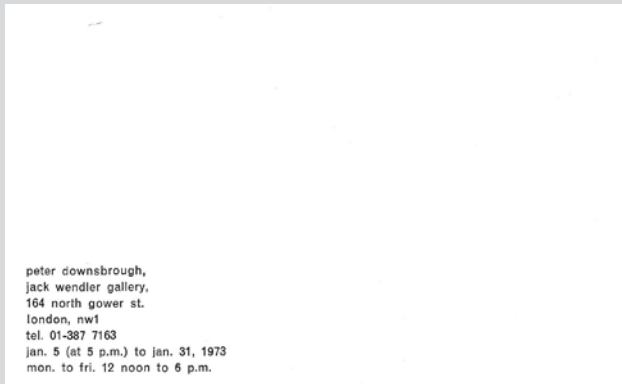 peter downsbrough,
jack wendler gallery,
164 north gower st.
london, nw1
tel. 01-387 7163
jan. 5 (at 5 p.m.) to jan. 31, 1973
mon. to fri. 12 noon to 6 p.m.